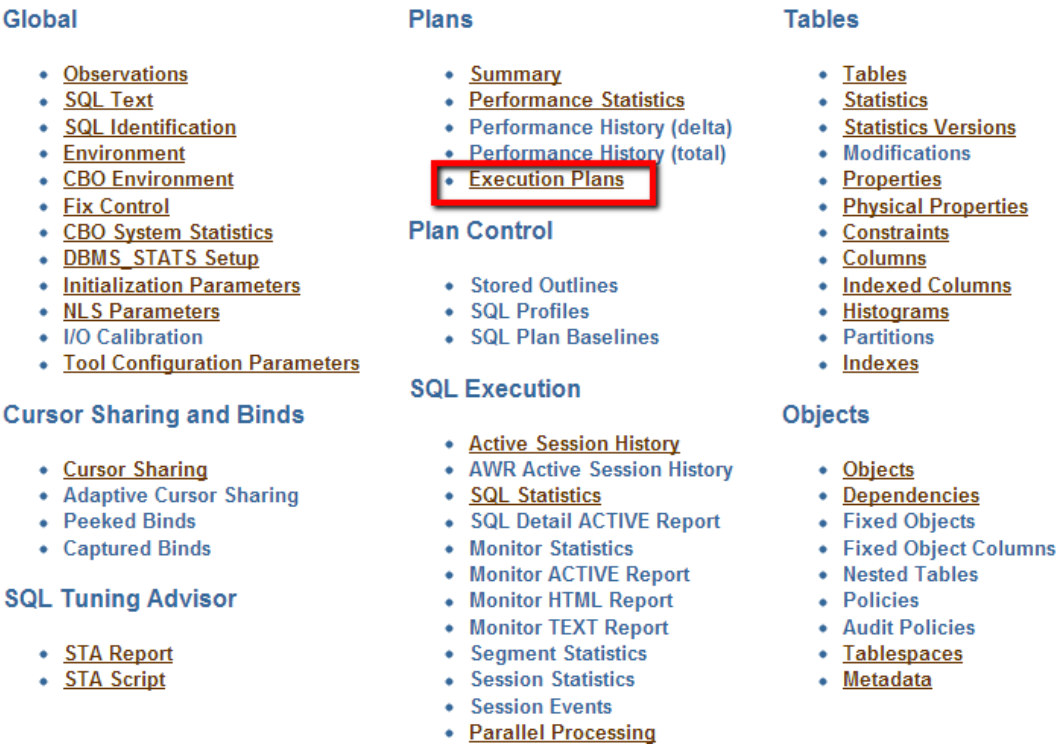 Global
Observations
SQL Text
SQL Identification
Environment
CBO Environment
Fix Control
CBO System Statistics
DBMS_STATS Setup
Initialization Parameters
NLS Parameters
I/O Calibration
Tool Configuration Parameters
Cursor Sharing and Binds
Cursor Sharing
Adaptive Cursor Sharing
Peeked Binds
Captured Binds
SQL Tuning Advisor
STA Report
STA Script
Plans
Summary
Performance Statistics
Performance History (delta)
Performance History (total)
Execution Plans
Plan Control
Stored Outlines
SQL Profiles
SQL Plan Baselines
SQL Execution
Active Session History
AWR Active Session History
SQL Statistics
SQL Detail ACTIVE Report
Monitor Statistics
Monitor ACTIVE Report
Monitor HTML Report
Monitor TEXT Report
Segment Statistics
Session Statistics
Session Events
Parallel Processing
Tables
Tables
Statistics
Statistics Versions
Modifications
Properties
Physical Properties
Constraints
Columns
Indexed Columns
Histograms
Partitions
Indexes
Objects
Objects
Dependencies
Fixed Objects
Fixed Object Columns
Nested Tables
Policies
Audit Policies
Tablespaces
Metadata